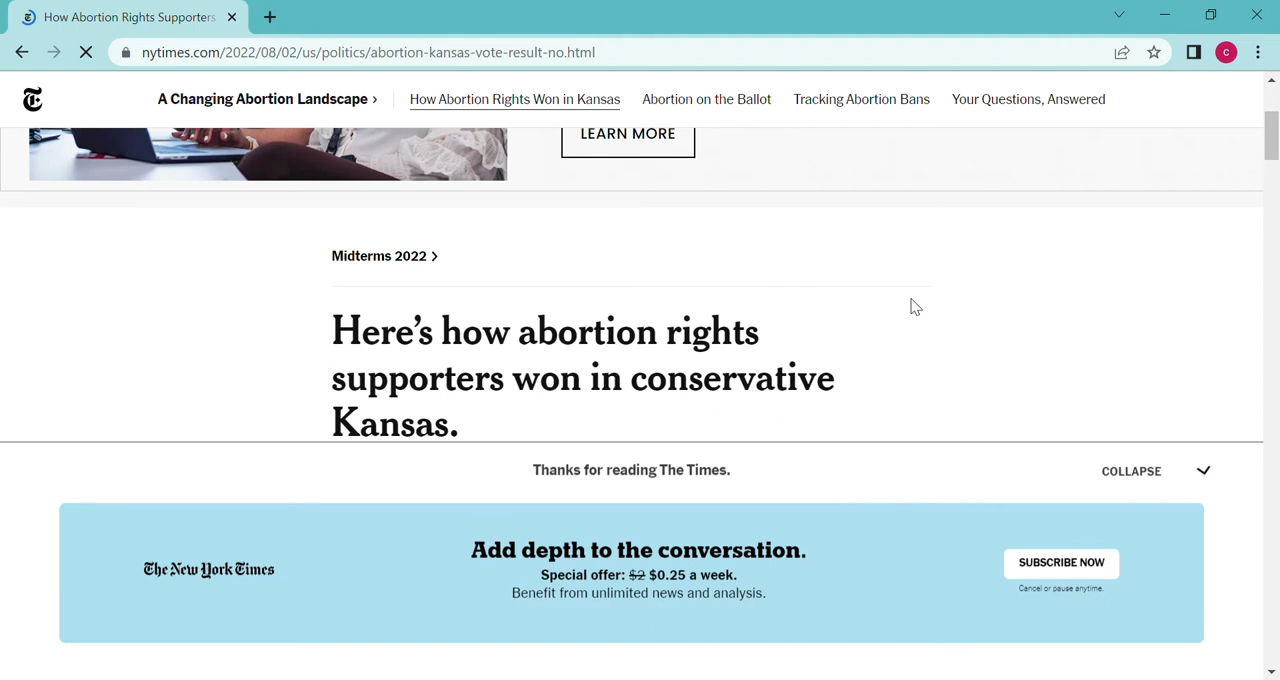 How Abortion Rights Supporters
nytimes.com/2022/08/02/us/politics/abortion-kansas-vote-result-no.html
c
A Changing Abortion Landscape ›
How Abortion Rights Won in Kansas
Abortion on the Ballot
Tracking Abortion Bans
Your Questions, Answered
LEARN MORE
Midterms 2022 >
Here’s how abortion rights
supporters won in conservative
Kansas.
Thanks for reading The Times.
COLLAPSE
The New York Times
Add depth to the conversation.
Special offer: $2 $0.25 a week.
Benefit from unlimited news and analysis.
SUBSCRIBE NOW
Cancel or pause anytime.